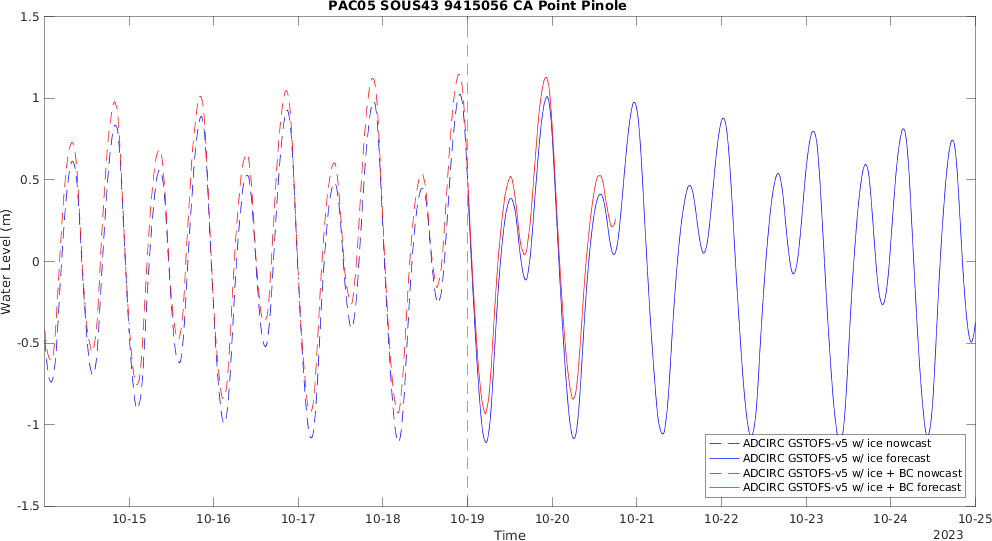 PAC05 SOUS43 9415056 CA Point Pinole
1.5
1
0.5
0
-0.5
-1
-1.5
Water Level (m)
10-15 10-16 10-17 10-18 10-19 10-20 10-21 10-22 10-23 10-24 10-25
Time
2023
ADCIRC GSTOFS-v5 w/ ice nowcast
ADCIRC GSTOFS-v5 w/ ice forecast
ADCIRC GSTOFS-v5 w/ ice + BC nowcast
ADCIRC GSTOFS-v5 w/ ice + BC forecast